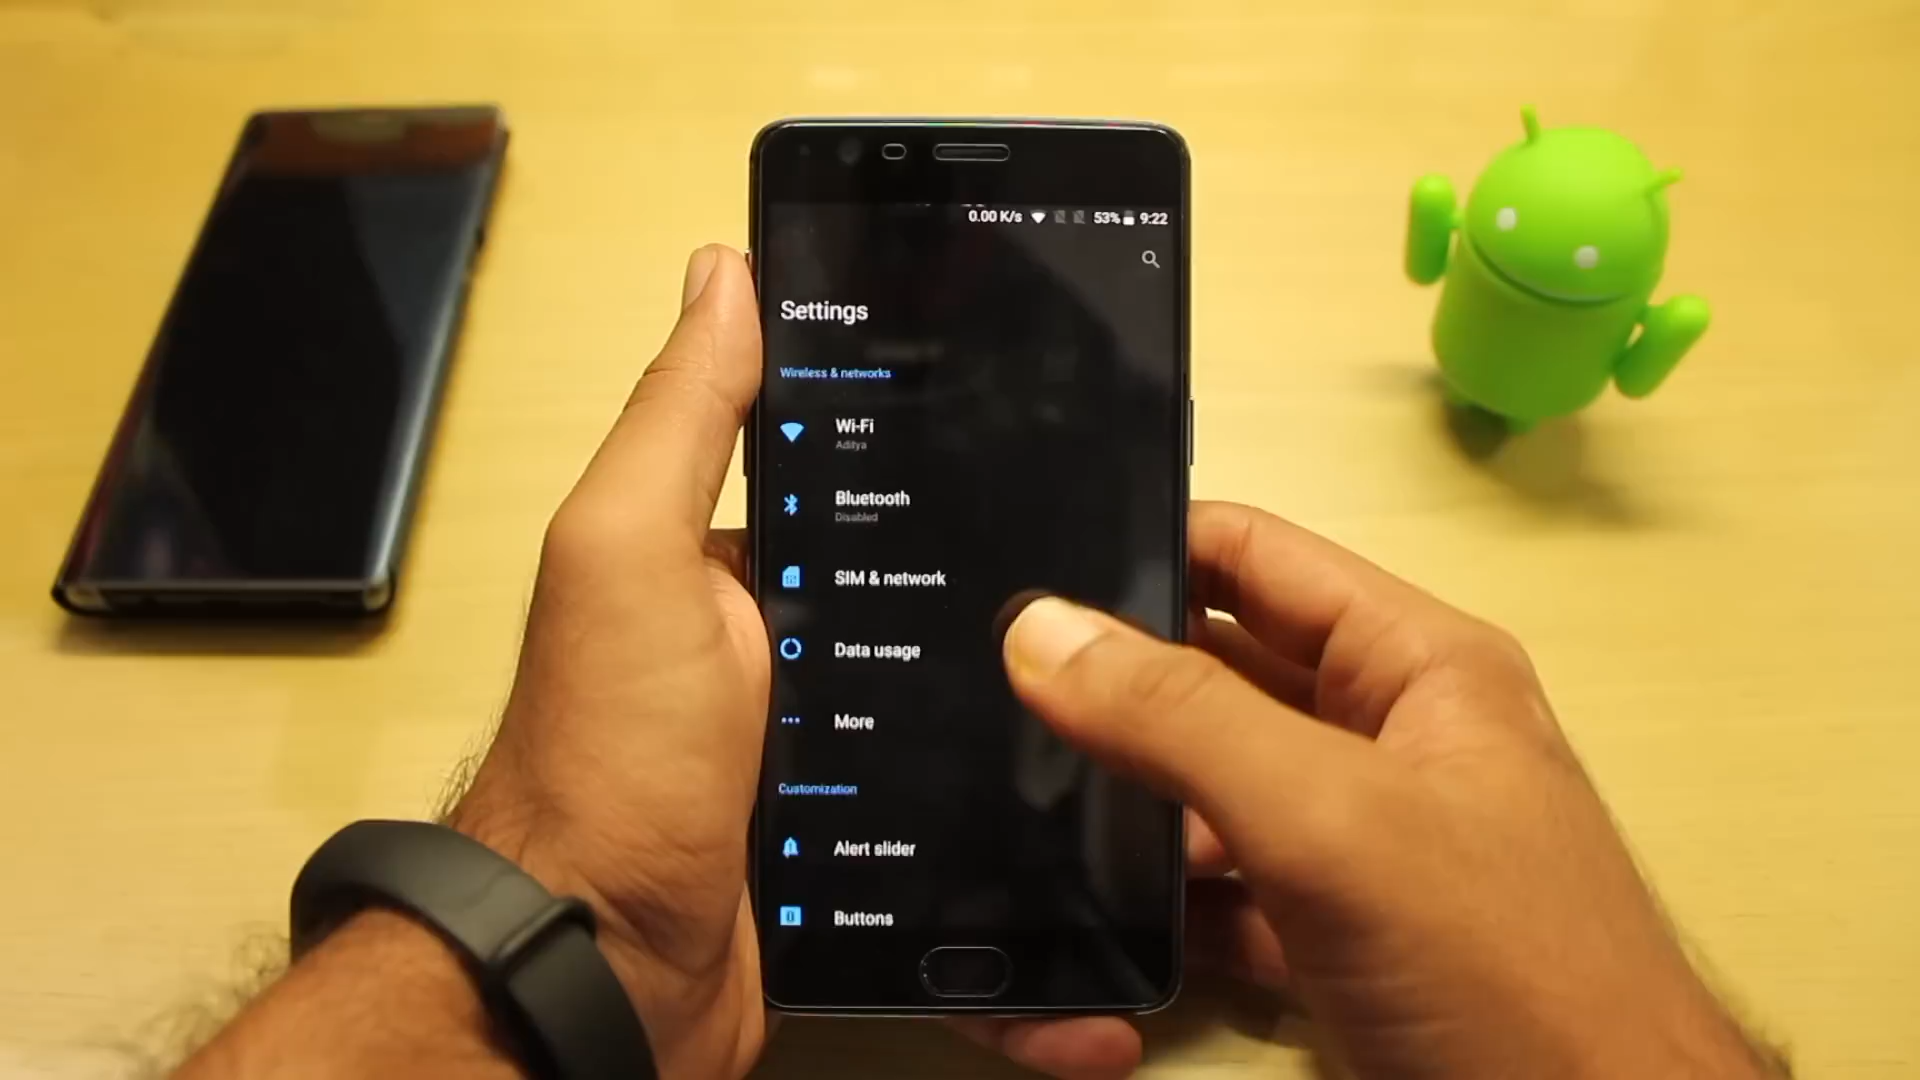 0.00 K/s 53% 9:22
Settings
Wireless & networks
Wi-Fi
Aditya
Bluetooth
Disabled
SIM & network
Data usage
More
Customization
Alert slider
Buttons